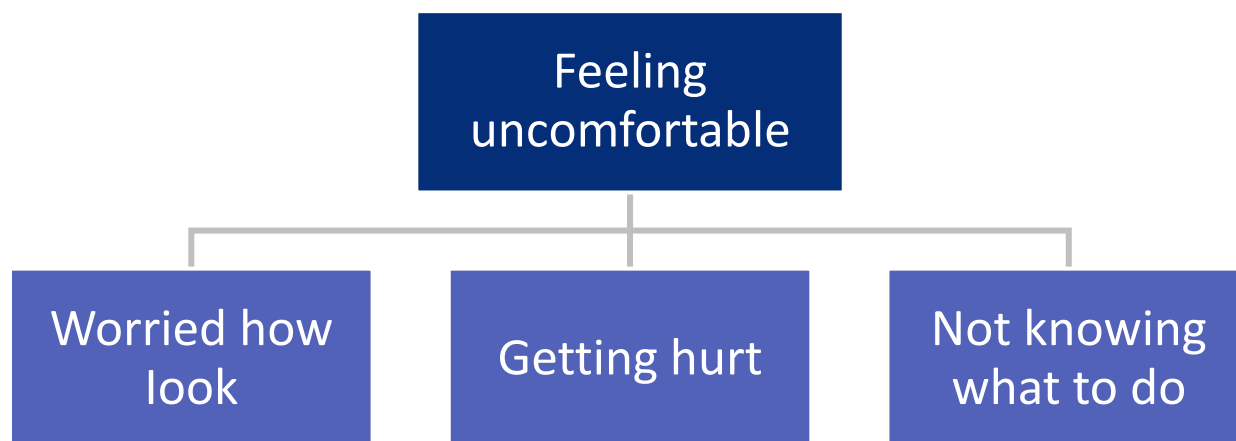 Feeling
uncomfortable
Worried how
look
Getting hurt
Not knowing
what to do